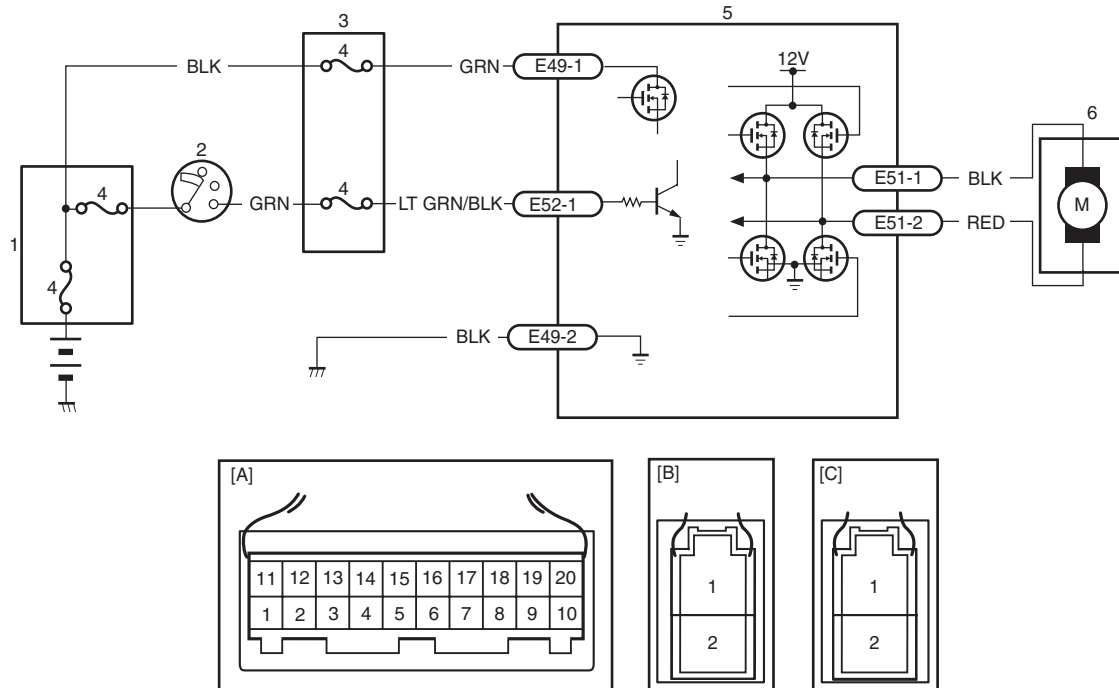 5
3
4
BLK
GRN
E49-1
12V
6
2
4
4
GRN
LT GRN/BLK
E52-1
E51-1
BLK
M
E51-2
RED
1
4
BLK
E49-2
[A]
11 12 13 14 15 16 17 18 19 20
1 2 3 4 5 6 7 8 9 10
[B]
1
2
[C]
1
2